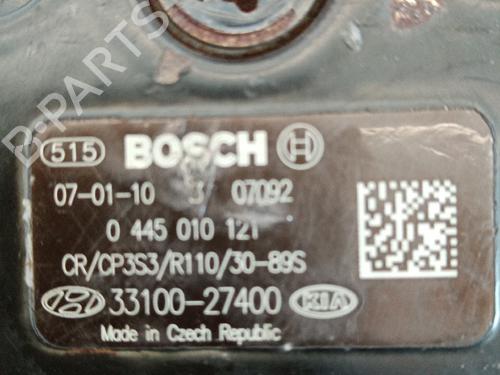 B-PARTS
515 BOSCH
07-01-10 3 07092
0 445 010 121
CR/CP3S3/R110/30-89S
33100-27400 KIA
Made in Czech Republic